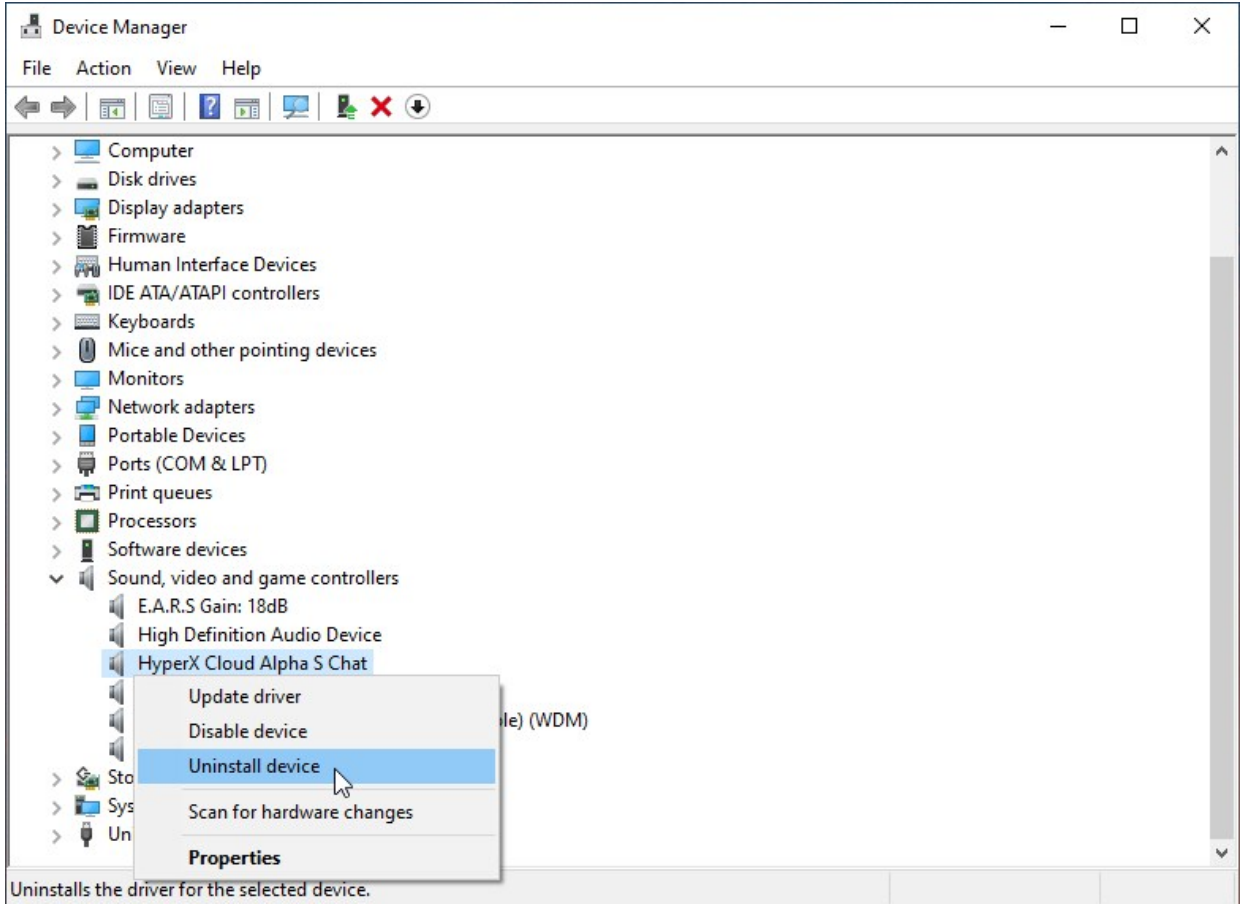 Device Manager
File Action View Help
Computer
Disk drives
Display adapters
Firmware
Human Interface Devices
IDE ATA/ATAPI controllers
Keyboards
Mice and other pointing devices
Monitors
Network adapters
Portable Devices
Ports (COM & LPT)
Print queues
Processors
Software devices
Sound, video and game controllers
E.A.R.S Gain: 18dB
High Definition Audio Device
HyperX Cloud Alpha S Chat
Update driver
(WDM)
Disable device
Uninstall device
Sto
Sys
Scan for hardware changes
Un
Properties
Uninstalls the driver for the selected device.